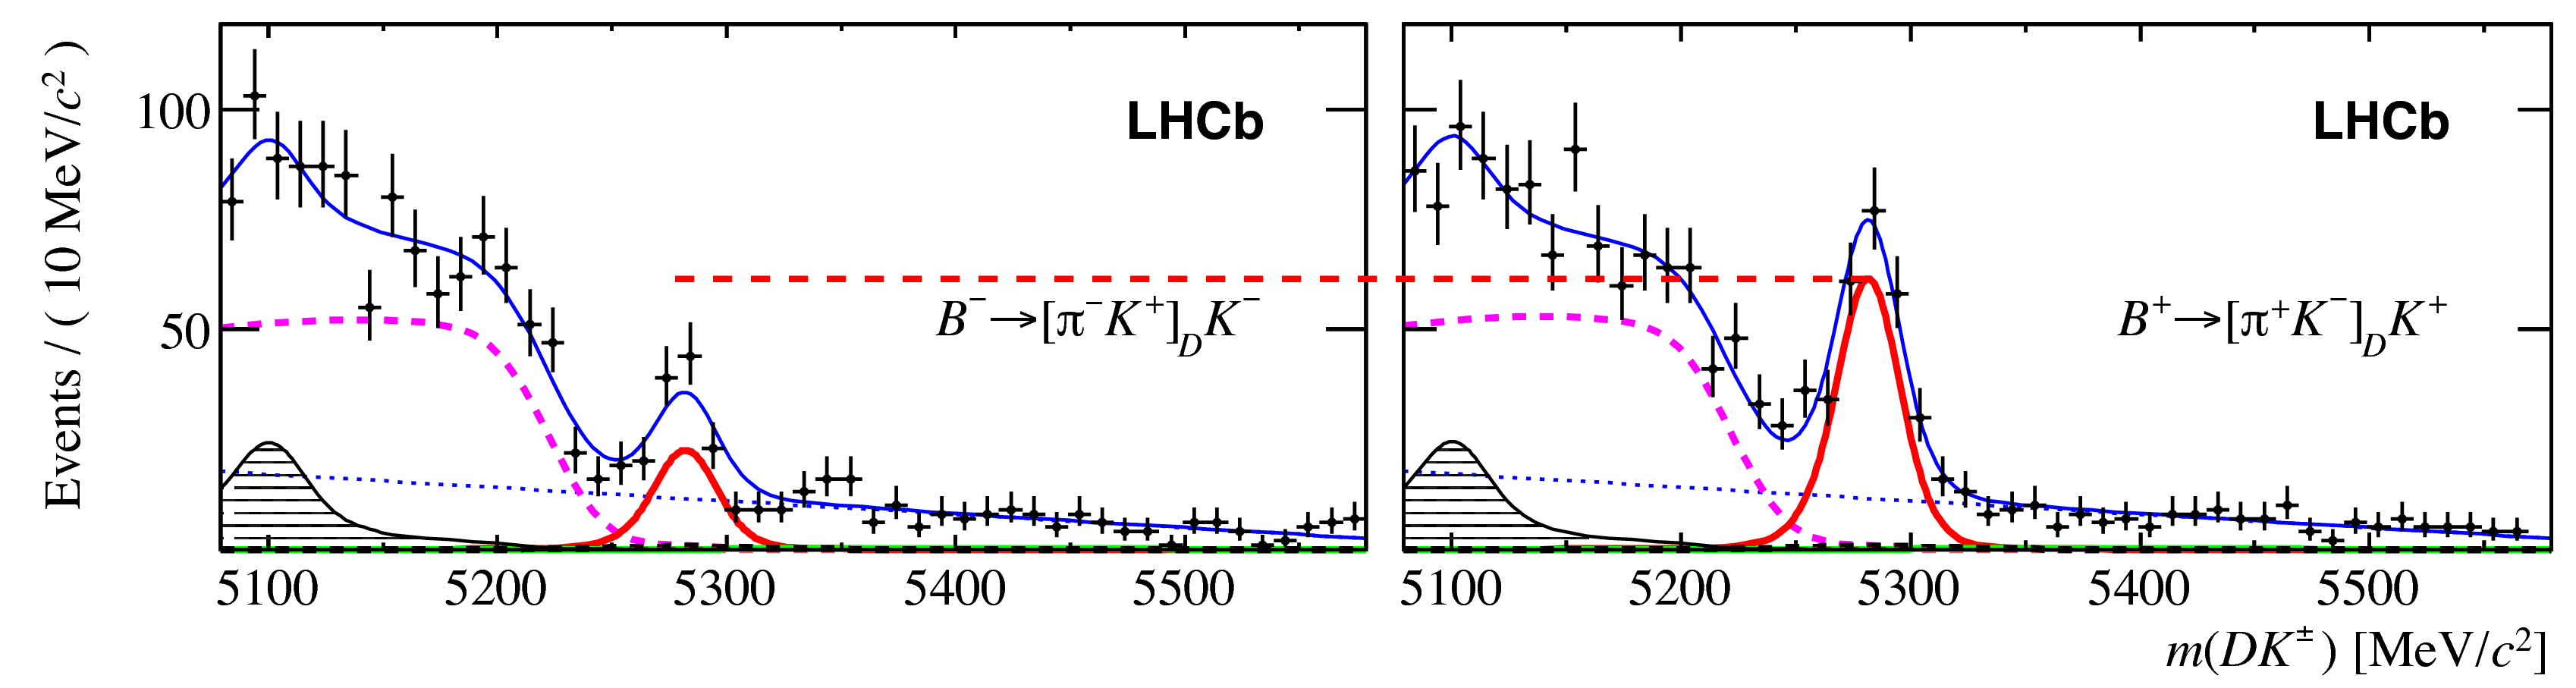 Events / ( 10 MeV/c² )
100
50
LHCb
B⁻→[π⁻K⁺]_D K⁻
5100 5200 5300 5400 5500
LHCb
B⁺→[π⁺K⁻]_D K⁺
5100 5200 5300 5400 5500
m(DK±) [MeV/c²]